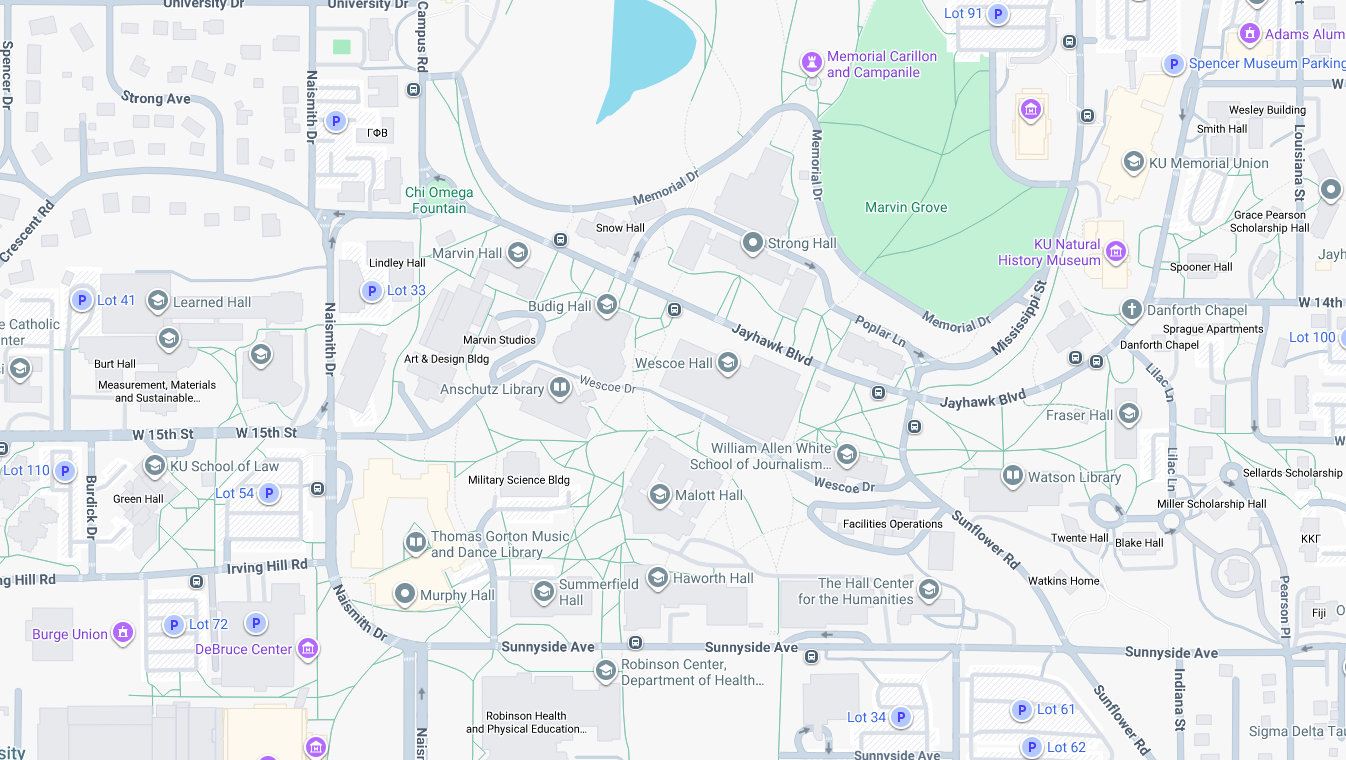 University Dr
University Dr
Lot 91
Adams Alum
Spencer Museum Parking
Memorial Carillon
and Campanile
Campus Rd
Spencer Dr
Strong Ave
Naismith Dr
ΓΦΒ
Wesley Building
Smith Hall
Louisiana St
KU Memorial Union
Memorial Dr
Memorial Dr
Chi Omega
Fountain
Marvin Grove
Crescent Rd
Snow Hall
Strong Hall
Grace Pearson
Scholarship Hall
KU Natural
History Museum
Marvin Hall
Lindley Hall
Spooner Hall
Jayh
Lot 41
Learned Hall
Lot 33
Budig Hall
Mississippi St
W 14th
Danforth Chapel
Memorial Dr
Poplar Ln
Jayhawk Blvd
Sprague Apartments
Danforth Chapel
Lot 100
e Catholic
nter
Naismith Dr
Marvin Studios
Art & Design Bldg
Burt Hall
Wescoe Hall
Wescoe Dr
Anschutz Library
Measurement, Materials
and Sustainable...
Lilac Ln
Jayhawk Blvd
Fraser Hall
W 15th St
W 15th St
William Allen White
School of Journalism...
Lot 110
KU School of Law
Lot 54
Green Hall
Burdick Dr
Military Science Bldg
Malott Hall
Wescoe Dr
Watson Library
Lilac Ln
Sellards Scholarship
Miller Scholarship Hall
Facilities Operations
Sunflower Rd
Twente Hall
Blake Hall
ΚΚΓ
Thomas Gorton Music
and Dance Library
ng Hill Rd
Irving Hill Rd
Murphy Hall
Summerfield
Hall
Haworth Hall
The Hall Center
for the Humanities
Watkins Home
Pearson Pl
Fiji
Burge Union
Lot 72
DeBruce Center
Naismith Dr
Sunnyside Ave
Sunnyside Ave
Sunnyside Ave
Robinson Center,
Department of Health...
Robinson Health
and Physical Education...
Lot 34
Lot 61
Lot 62
Sunflower Rd
Indiana St
Sigma Delta Tau
Nais
sity
Sunnyside Ave